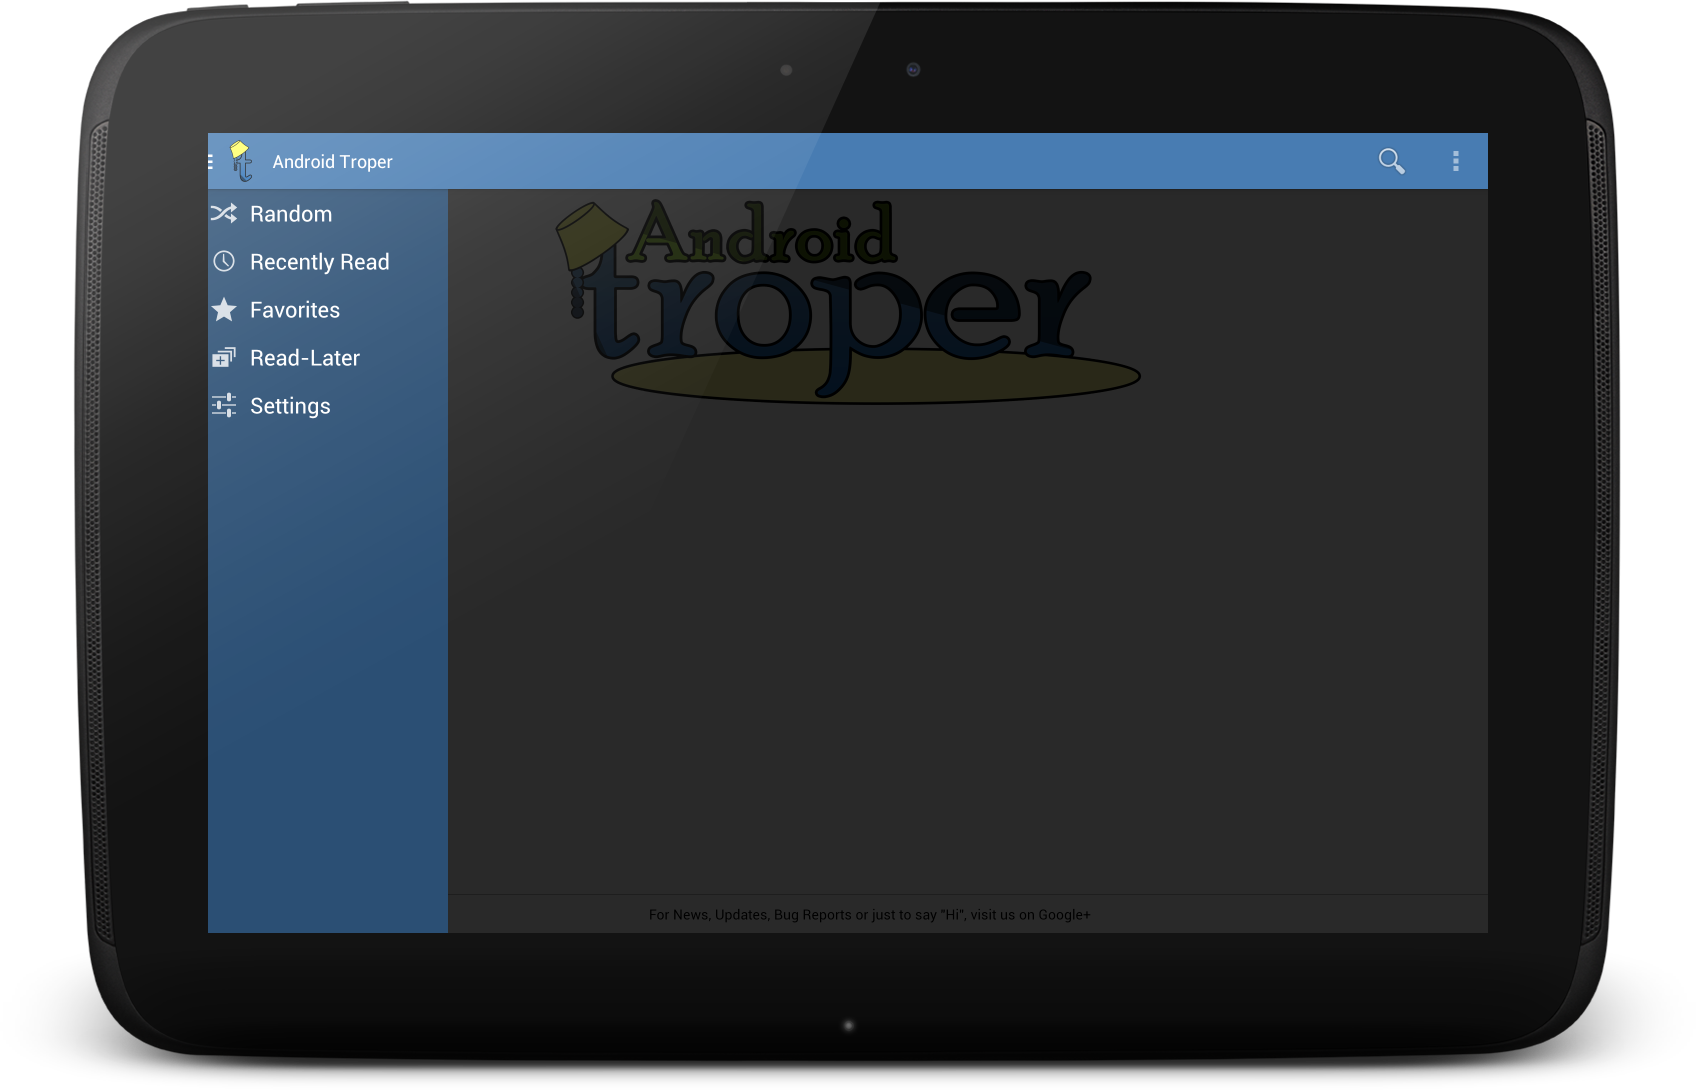 Android Troper
Random
Recently Read
Favorites
Read-Later
Settings
Android
troper
For News, Updates, Bug Reports or just to say "Hi", visit us on Google+